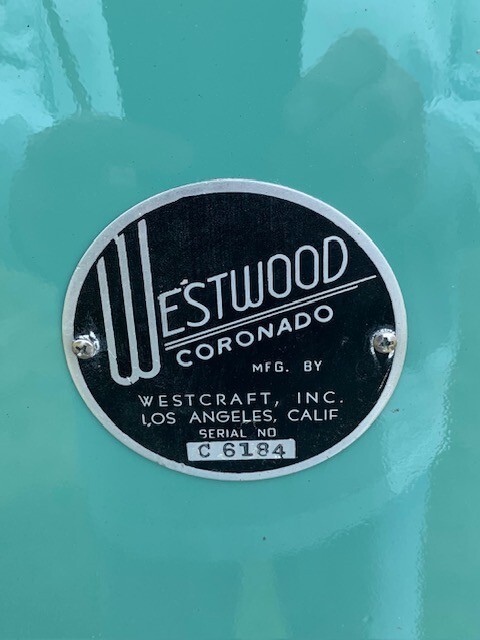 WESTWOOD
CORONADO
MFG. BY
WESTCRAFT, INC.
LOS ANGELES, CALIF
SERIAL NO
C 6184